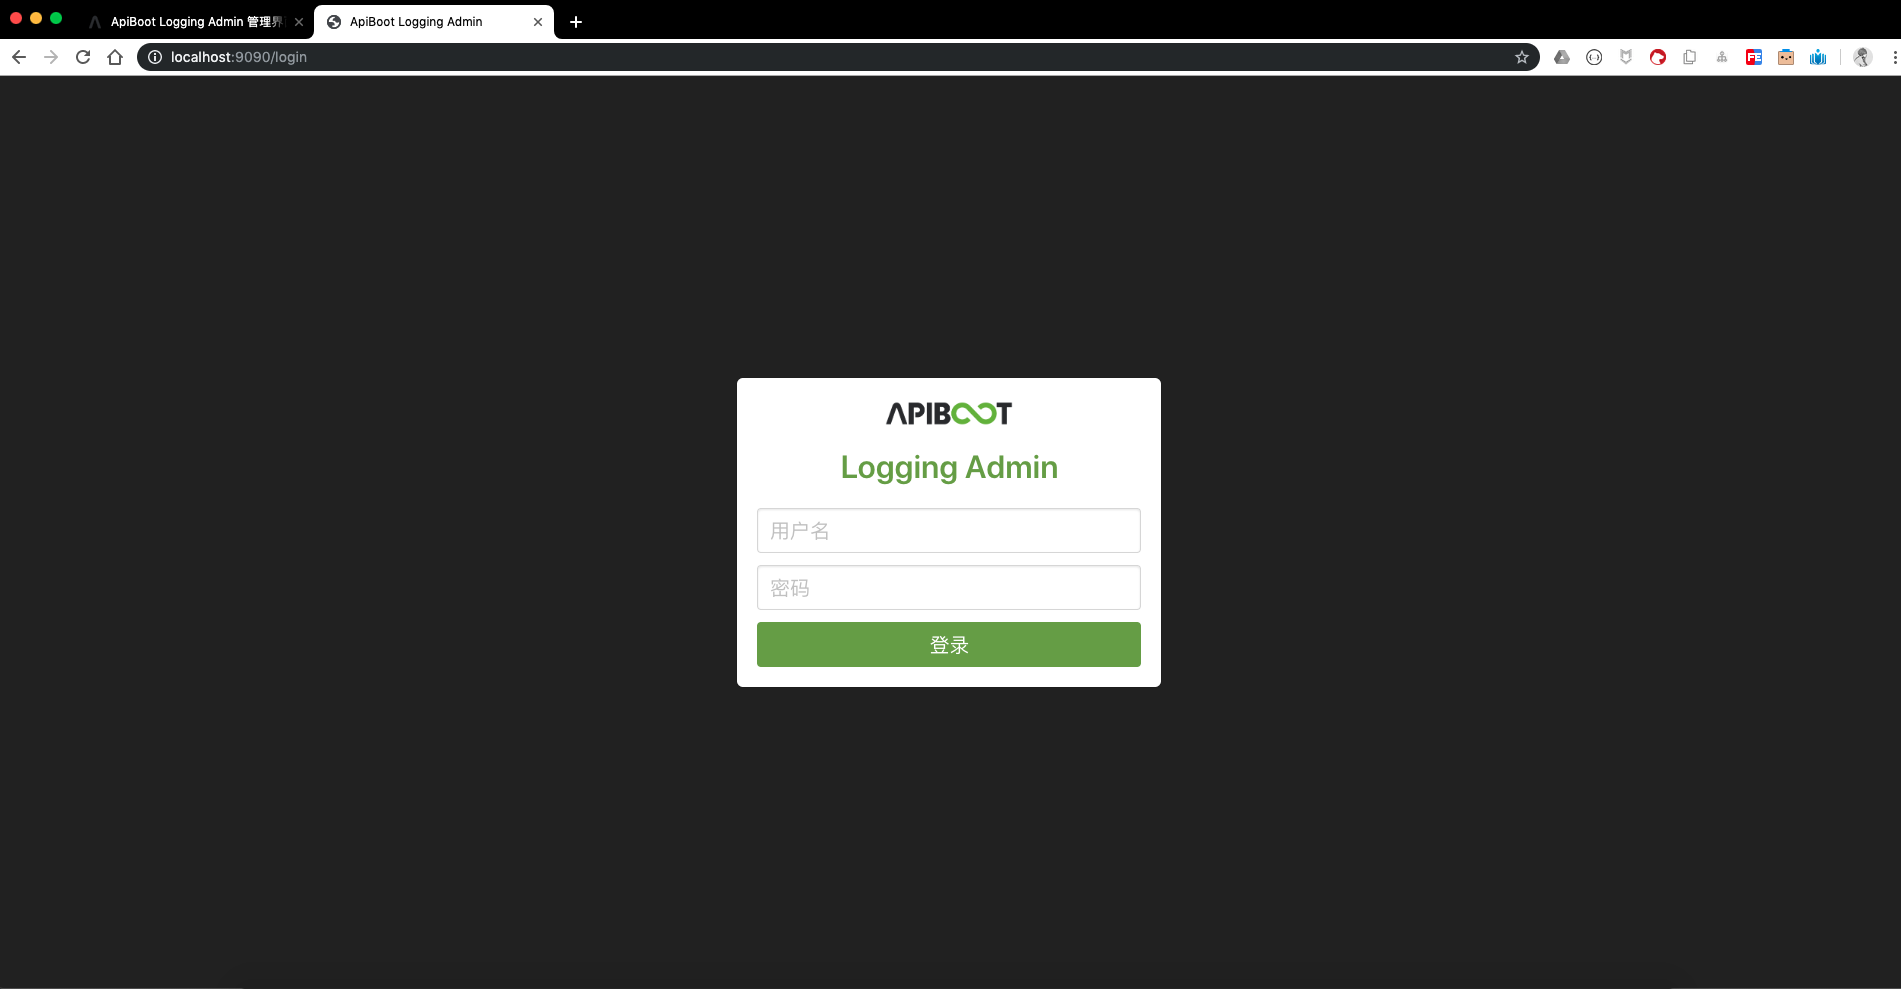 ApiBoot Logging Admin 管理界
ApiBoot Logging Admin
localhost:9090/login
FE
APIBOOT
Logging Admin
用户名
密码
登录